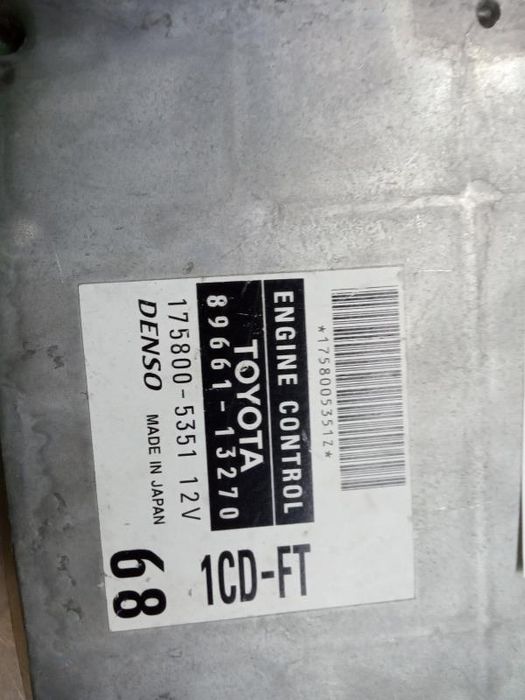 *1758005351Z*
ENGINE CONTROL
TOYOTA
89661-13270
175800-5351 12V
DENSO MADE IN JAPAN
1CD-FT
68